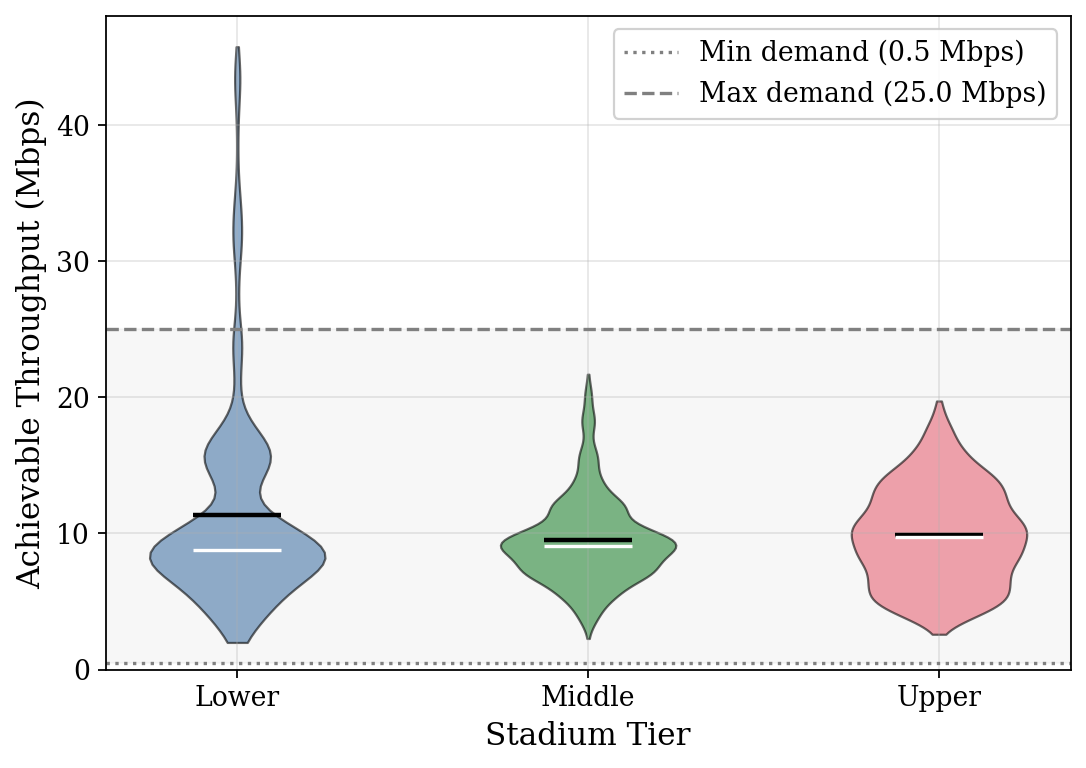 Min demand (0.5 Mbps)
Max demand (25.0 Mbps)
Achievable Throughput (Mbps)
40
30
20
10
0
Lower
Middle
Upper
Stadium Tier